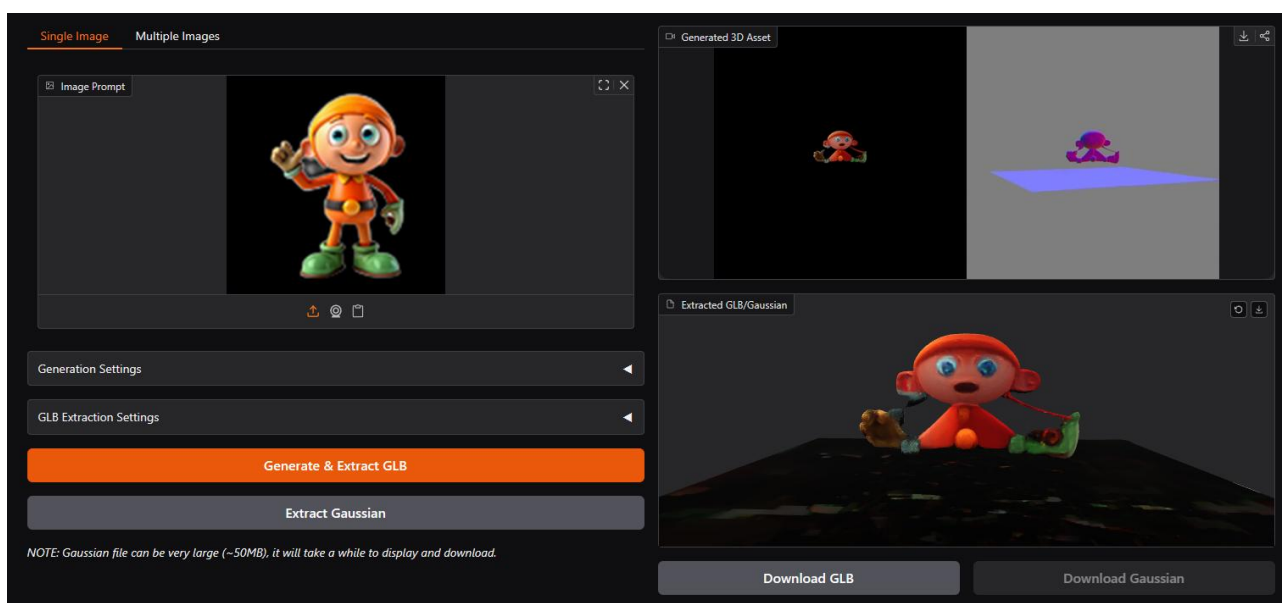 Single Image
Multiple Images
Image Prompt
Generation Settings
GLB Extraction Settings
Generate & Extract GLB
Extract Gaussian
NOTE: Gaussian file can be very large (~50MB), it will take a while to display and download.
Generated 3D Asset
Extracted GLB/Gaussian
Download GLB
Download Gaussian